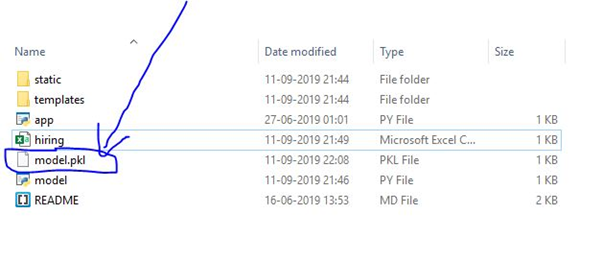 Name Date modified Type Size
static 11-09-2019 21:44 File folder
templates 11-09-2019 21:44 File folder
app 27-06-2019 01:01 PY File 1 KB
hiring 11-09-2019 21:49 Microsoft Excel C... 1 KB
model.pkl 11-09-2019 22:08 PKL File 1 KB
model 11-09-2019 21:46 PY File 1 KB
README 16-06-2019 13:53 MD File 2 KB